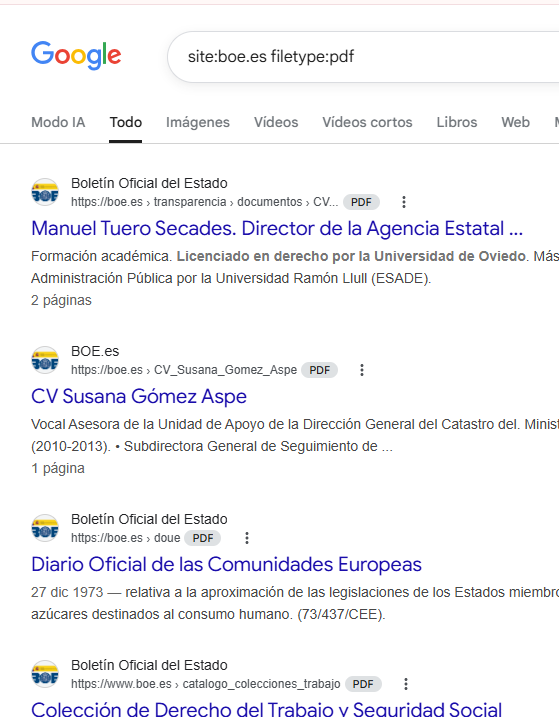 Google
site:boe.es filetype:pdf
Modo IA Todo Imágenes Vídeos Vídeos cortos Libros Web
Boletín Oficial del Estado
https://boe.es › transparencia › documentos › CV... PDF
Manuel Tuero Secades. Director de la Agencia Estatal ...
Formación académica. Licenciado en derecho por la Universidad de Oviedo. Más
Administración Pública por la Universidad Ramón Llull (ESADE).
2 páginas
BOE.es
https://boe.es › CV_Susana_Gomez_Aspe PDF
CV Susana Gómez Aspe
Vocal Asesora de la Unidad de Apoyo de la Dirección General del Catastro del. Minist
(2010-2013). • Subdirectora General de Seguimiento de ...
1 página
Boletín Oficial del Estado
https://boe.es › doue PDF
Diario Oficial de las Comunidades Europeas
27 dic 1973 — relativa a la aproximación de las legislaciones de los Estados miembro
azúcares destinados al consumo humano. (73/437/CEE).
Boletín Oficial del Estado
https://www.boe.es › catalogo_colecciones_trabajo PDF
Colección de Derecho del Trabajo y Seguridad Social